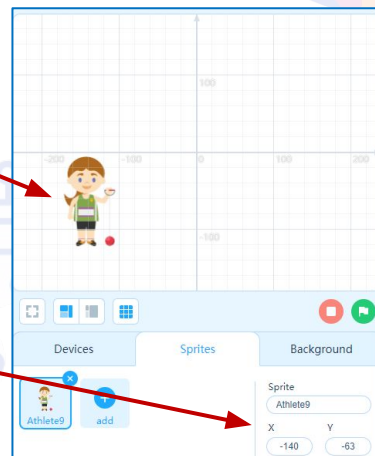 100
-200 -100 0 100 200
-100
Devices Sprites Background
Athlete9
add
Sprite
Athlete9
X Y
-140 -63